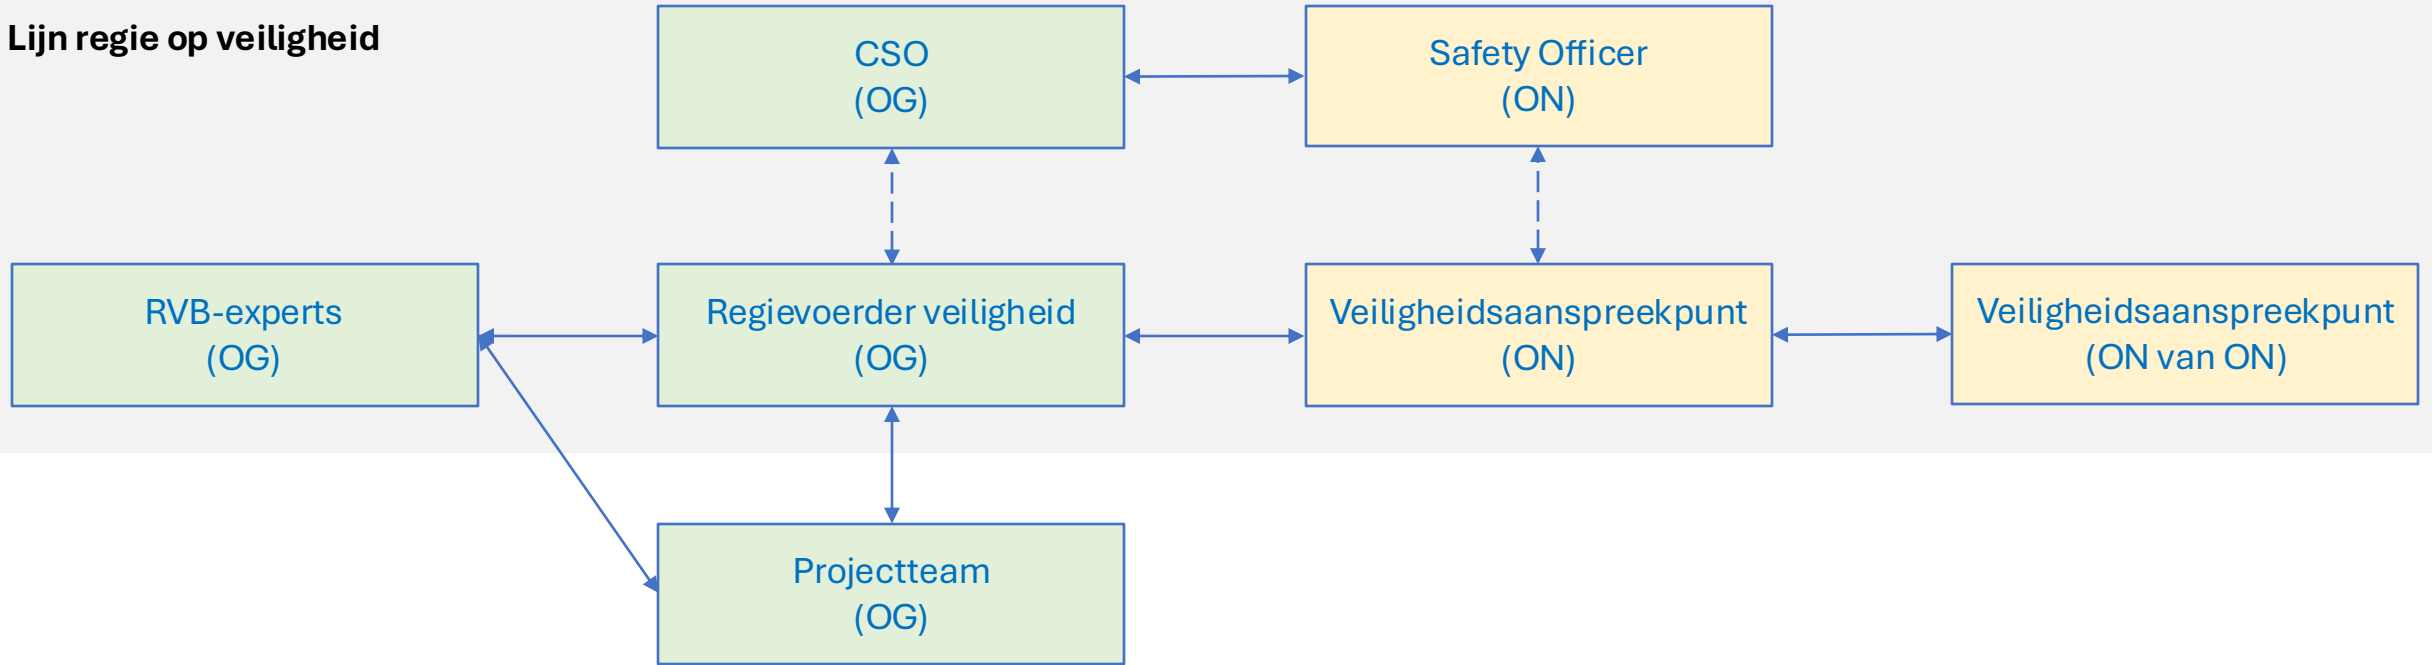 Lijn regie op veiligheid
CSO
(OG)
Safety Officer
(ON)
RVB-experts
(OG)
Regievoerder veiligheid
(OG)
Veiligheidsaanspreekpunt
(ON)
Veiligheidsaanspreekpunt
(ON van ON)
Projectteam
(OG)